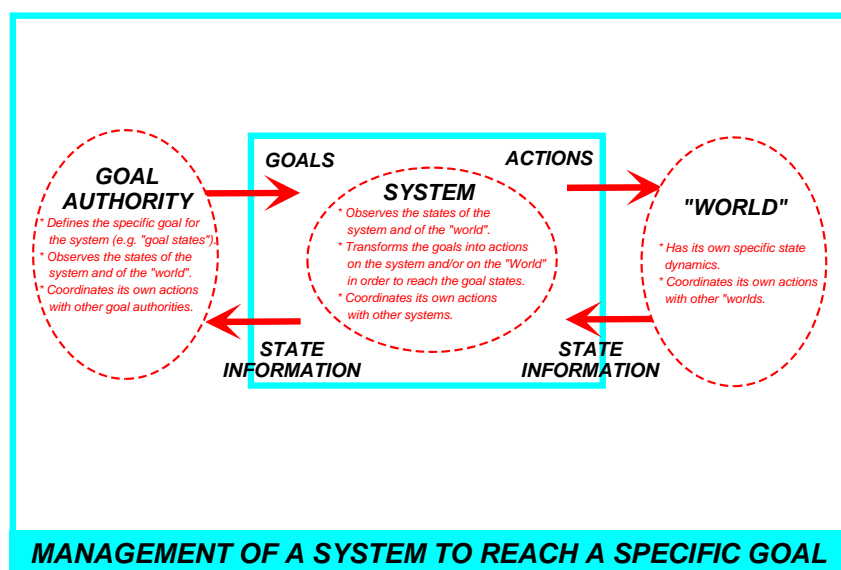 GOALS
ACTIONS
GOAL
AUTHORITY
* Defines the specific goal for
the system (e.g. "goal states").
* Observes the states of the
system and of the "world".
* Coordinates its own actions
with other goal authorities.
SYSTEM
* Observes the states of the
system and of the "world".
* Transforms the goals into actions
on the system and/or on the "World"
in order to reach the goal states.
* Coordinates its own actions
with other systems.
"WORLD"
* Has its own specific state
dynamics.
* Coordinates its own actions
with other "worlds.
STATE
INFORMATION
STATE
INFORMATION
MANAGEMENT OF A SYSTEM TO REACH A SPECIFIC GOAL